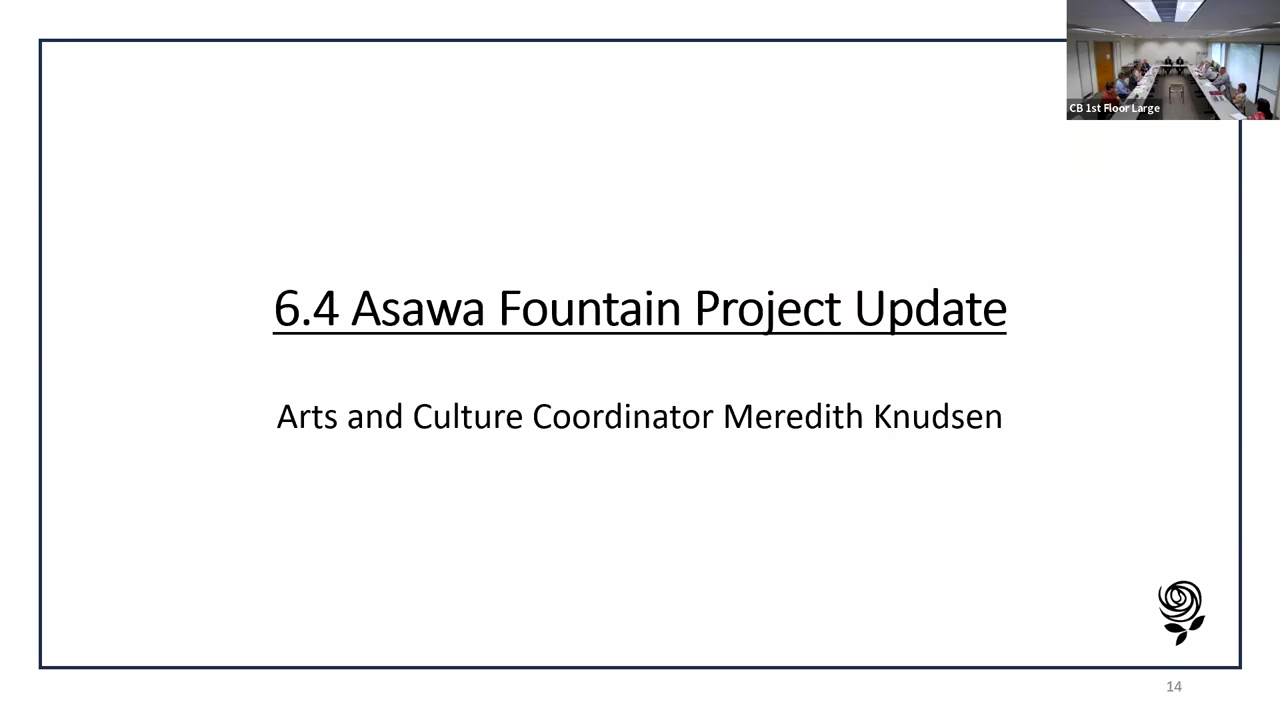 CB 1st Floor Large
6.4 Asawa Fountain Project Update
Arts and Culture Coordinator Meredith Knudsen
14